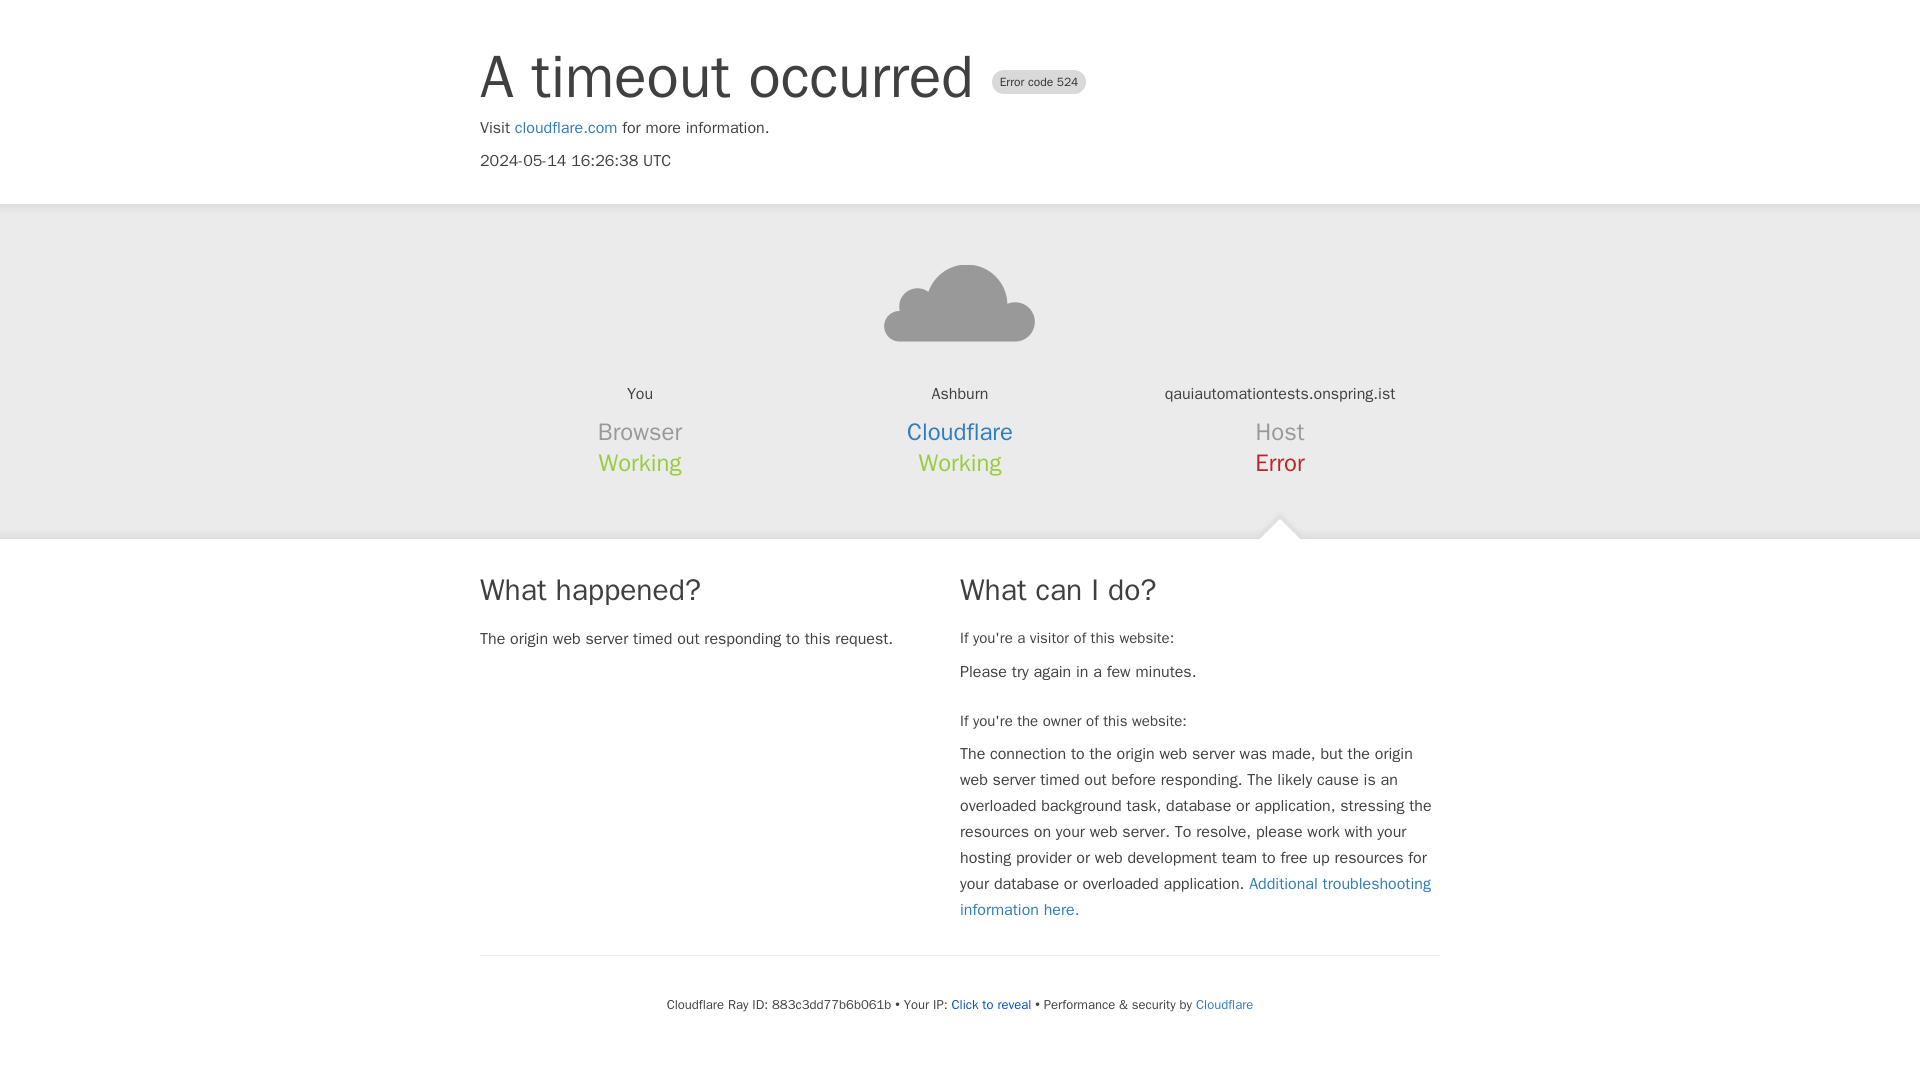 A timeout occurred Error code 524
Visit cloudflare.com for more information.
2024-05-14 16:26:38 UTC
You
Browser
Working
Ashburn
Cloudflare
Working
qauiautomationtests.onspring.ist
Host
Error
What happened?
The origin web server timed out responding to this request.
What can I do?
If you're a visitor of this website:
Please try again in a few minutes.
If you're the owner of this website:
The connection to the origin web server was made, but the origin
web server timed out before responding. The likely cause is an
overloaded background task, database or application, stressing the
resources on your web server. To resolve, please work with your
hosting provider or web development team to free up resources for
your database or overloaded application. Additional troubleshooting
information here.
Cloudflare Ray ID: 883c3dd77b6b061b • Your IP: Click to reveal • Performance & security by Cloudflare